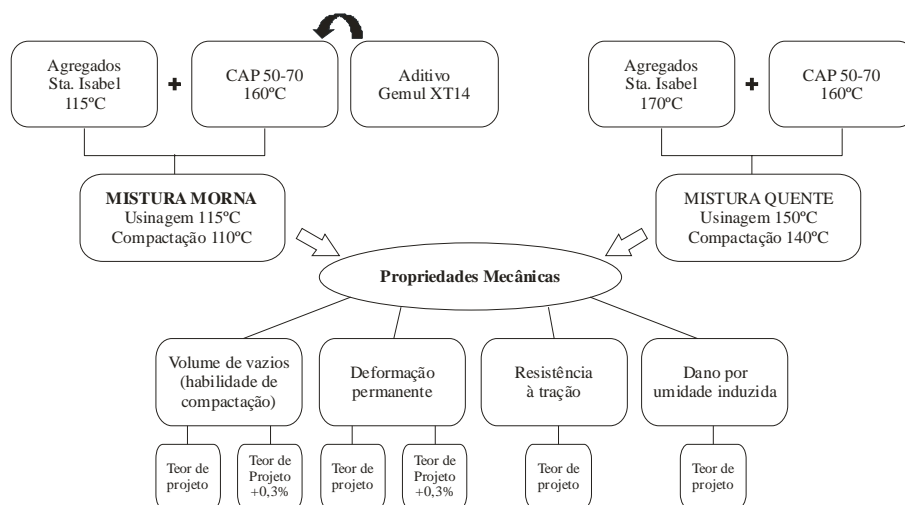 Agregados
Sta. Isabel
115ºC
+
CAP 50-70
160ºC
Aditivo
Gemul XT14
Agregados
Sta. Isabel
170ºC
+
CAP 50-70
160ºC
MISTURA MORNA
Usinagem 115ºC
Compactação 110ºC
MISTURA QUENTE
Usinagem 150ºC
Compactação 140ºC
Propriedades Mecânicas
Volume de vazios
(habilidade de
compactação)
Deformação
permanente
Resistência
à tração
Dano por
umidade induzida
Teor de
projeto
Teor de
Projeto
+0,3%
Teor de
projeto
Teor de
Projeto
+0,3%
Teor de
projeto
Teor de
projeto